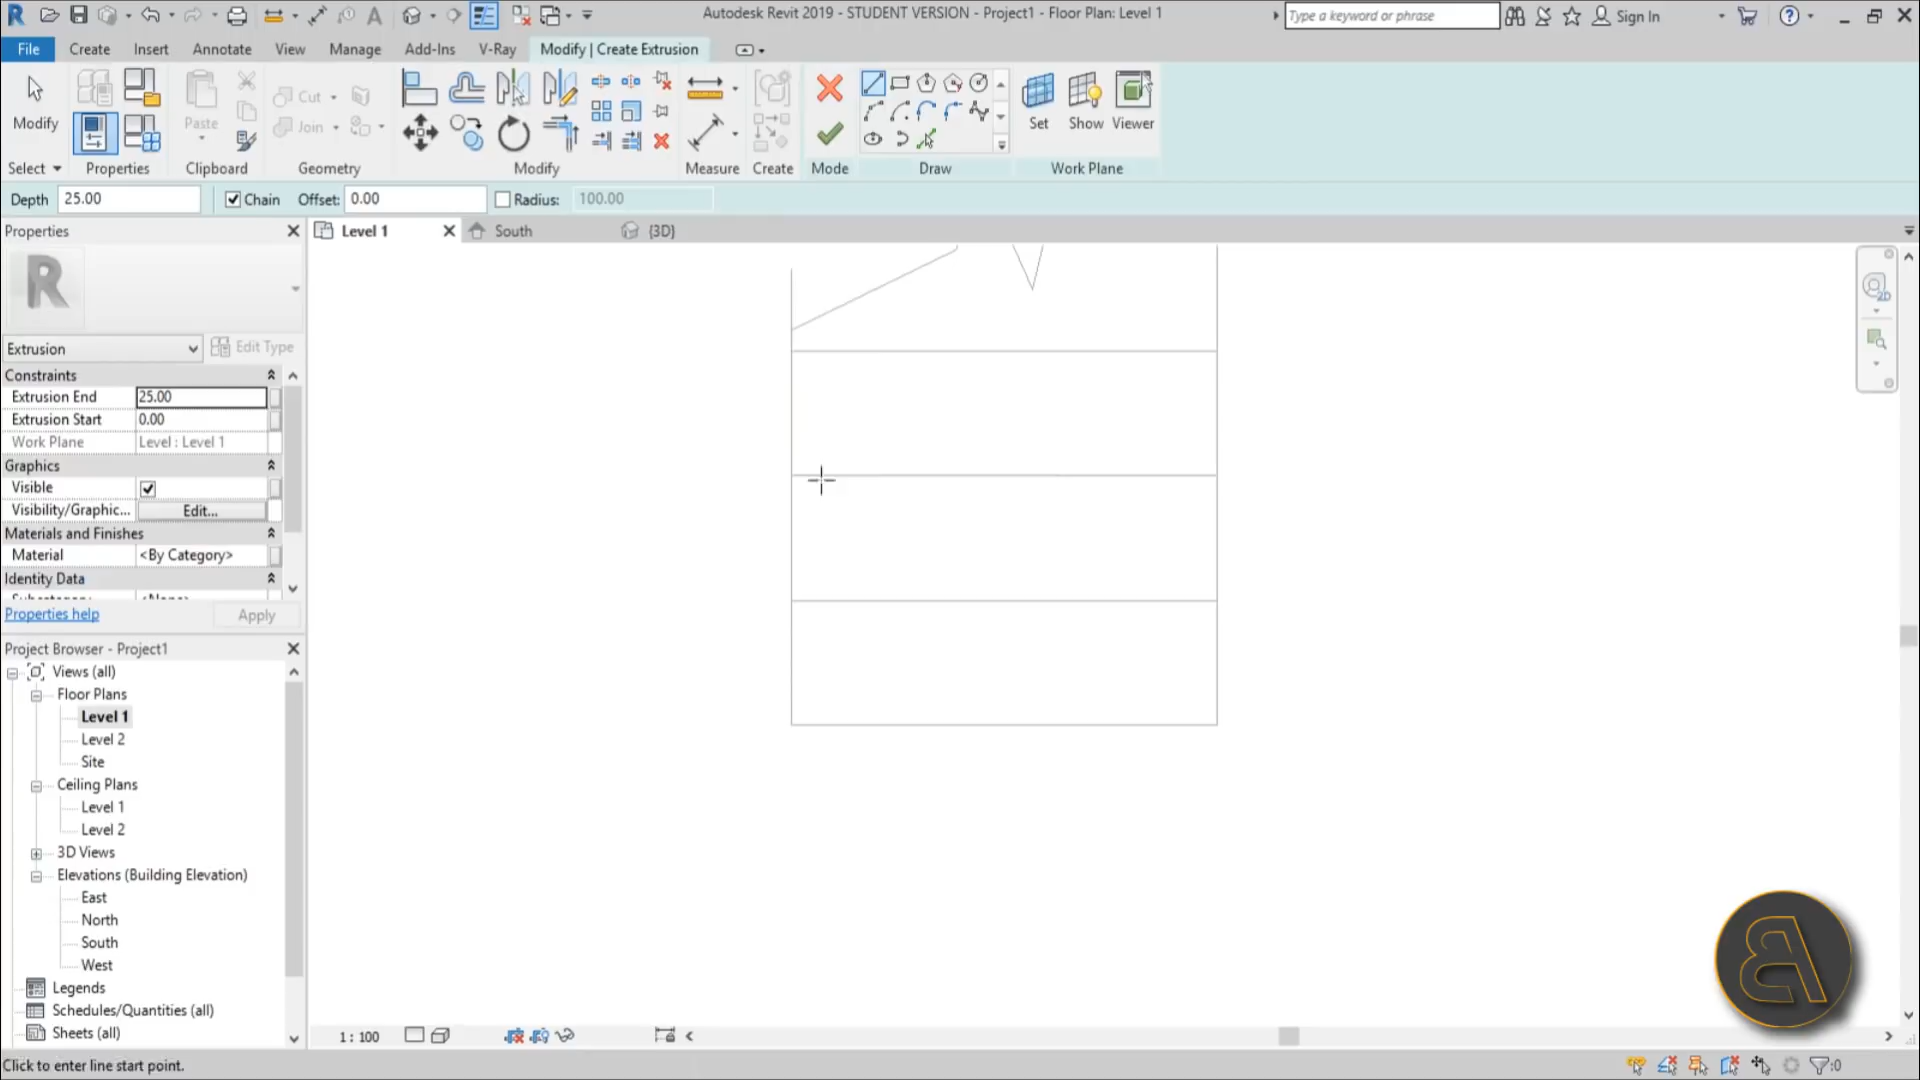 Autodesk Revit 2019 - STUDENT VERSION - Project1 - Floor Plan: Level 1
Type a keyword or phrase
Sign In
File Create Insert Annotate View Manage Add-Ins V-Ray Modify | Create Extrusion
Modify
Paste
Cut
Join
Set Show Viewer
Select Properties Clipboard Geometry Modify Measure Create Mode Draw Work Plane
Depth 25.00 Chain Offset: 0.00 Radius: 100.00
Properties
Level 1 South {3D}
Extrusion Edit Type
Constraints
Extrusion End 25.00
Extrusion Start 0.00
Work Plane Level : Level 1
Graphics
Visible
Visibility/Graphic... Edit...
Materials and Finishes
Material <By Category>
Identity Data
Properties help Apply
Project Browser - Project1
Views (all)
Floor Plans
Level 1
Level 2
Site
Ceiling Plans
Level 1
Level 2
3D Views
Elevations (Building Elevation)
East
North
South
West
Legends
Schedules/Quantities (all)
Sheets (all)
1 : 100
Click to enter line start point.
:0